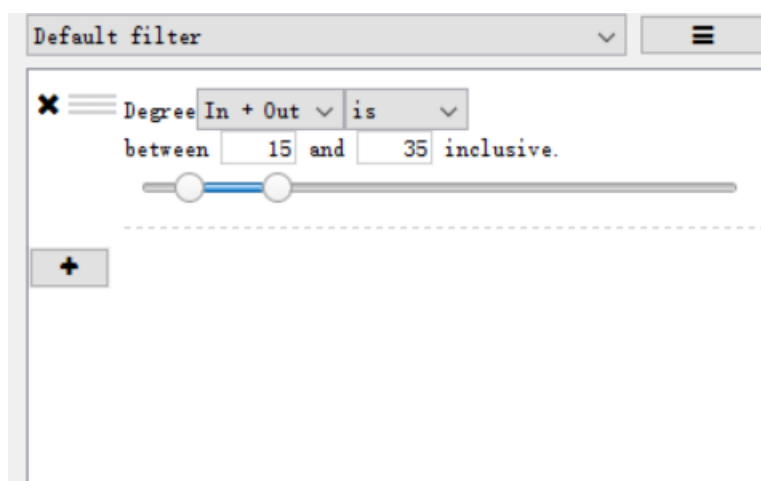 Default filter
Degree In + Out is
between 15 and 35 inclusive.